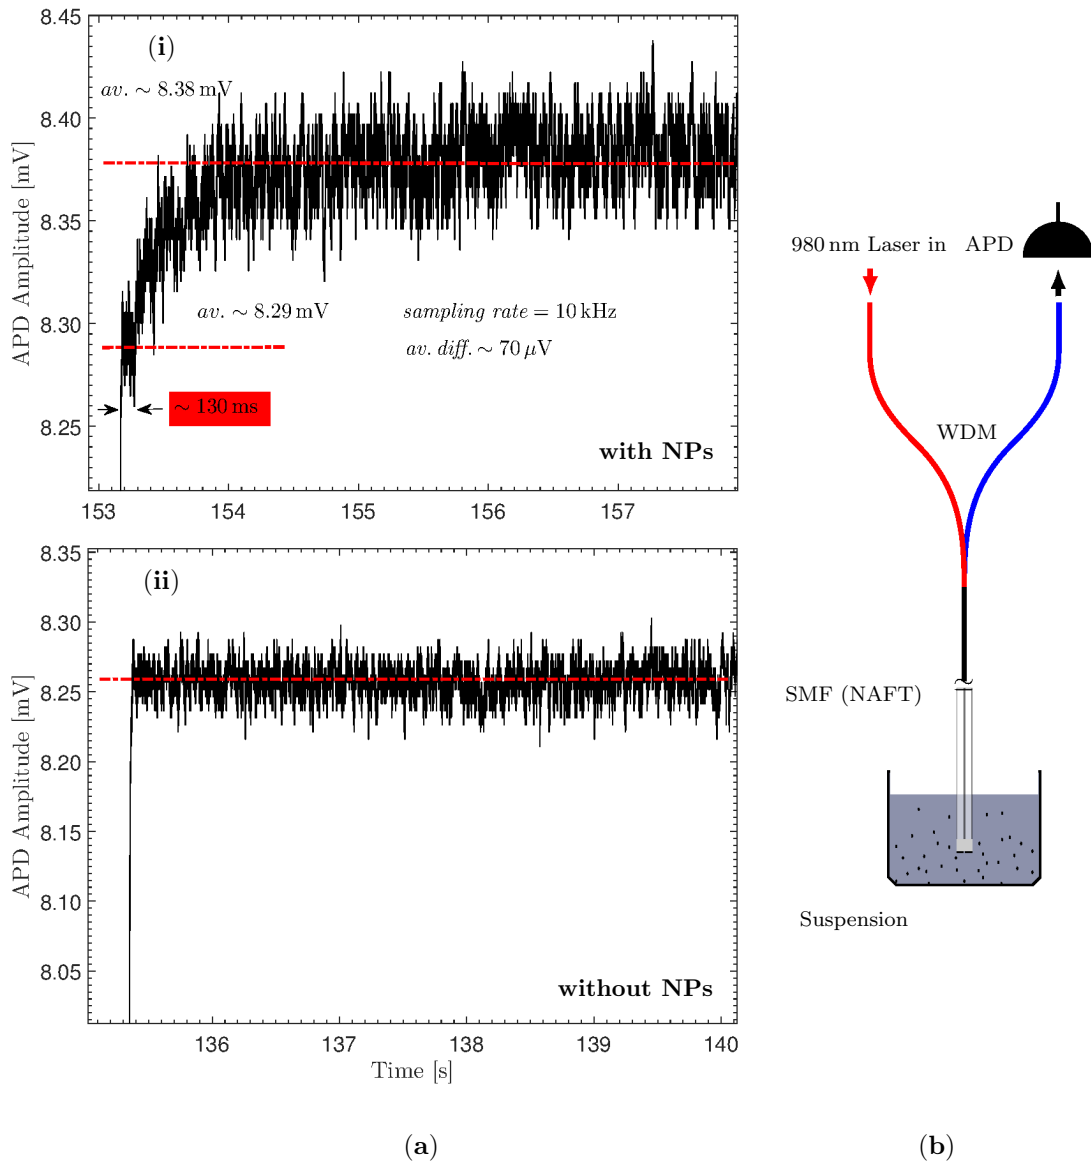 8.45
(i)
av. ∼ 8.38 mV
8.40
8.35
8.30
8.25
APD Amplitude [mV]
av. ∼ 8.29 mV
sampling rate = 10 kHz
av. diff. ∼ 70 μV
∼ 130 ms
with NPs
153 154 155 156 157
8.35
(ii)
8.30
8.25
8.20
8.15
8.10
8.05
APD Amplitude [mV]
without NPs
136 137 138 139 140
Time [s]
(a)
980 nm Laser in APD
WDM
SMF (NAFT)
Suspension
(b)